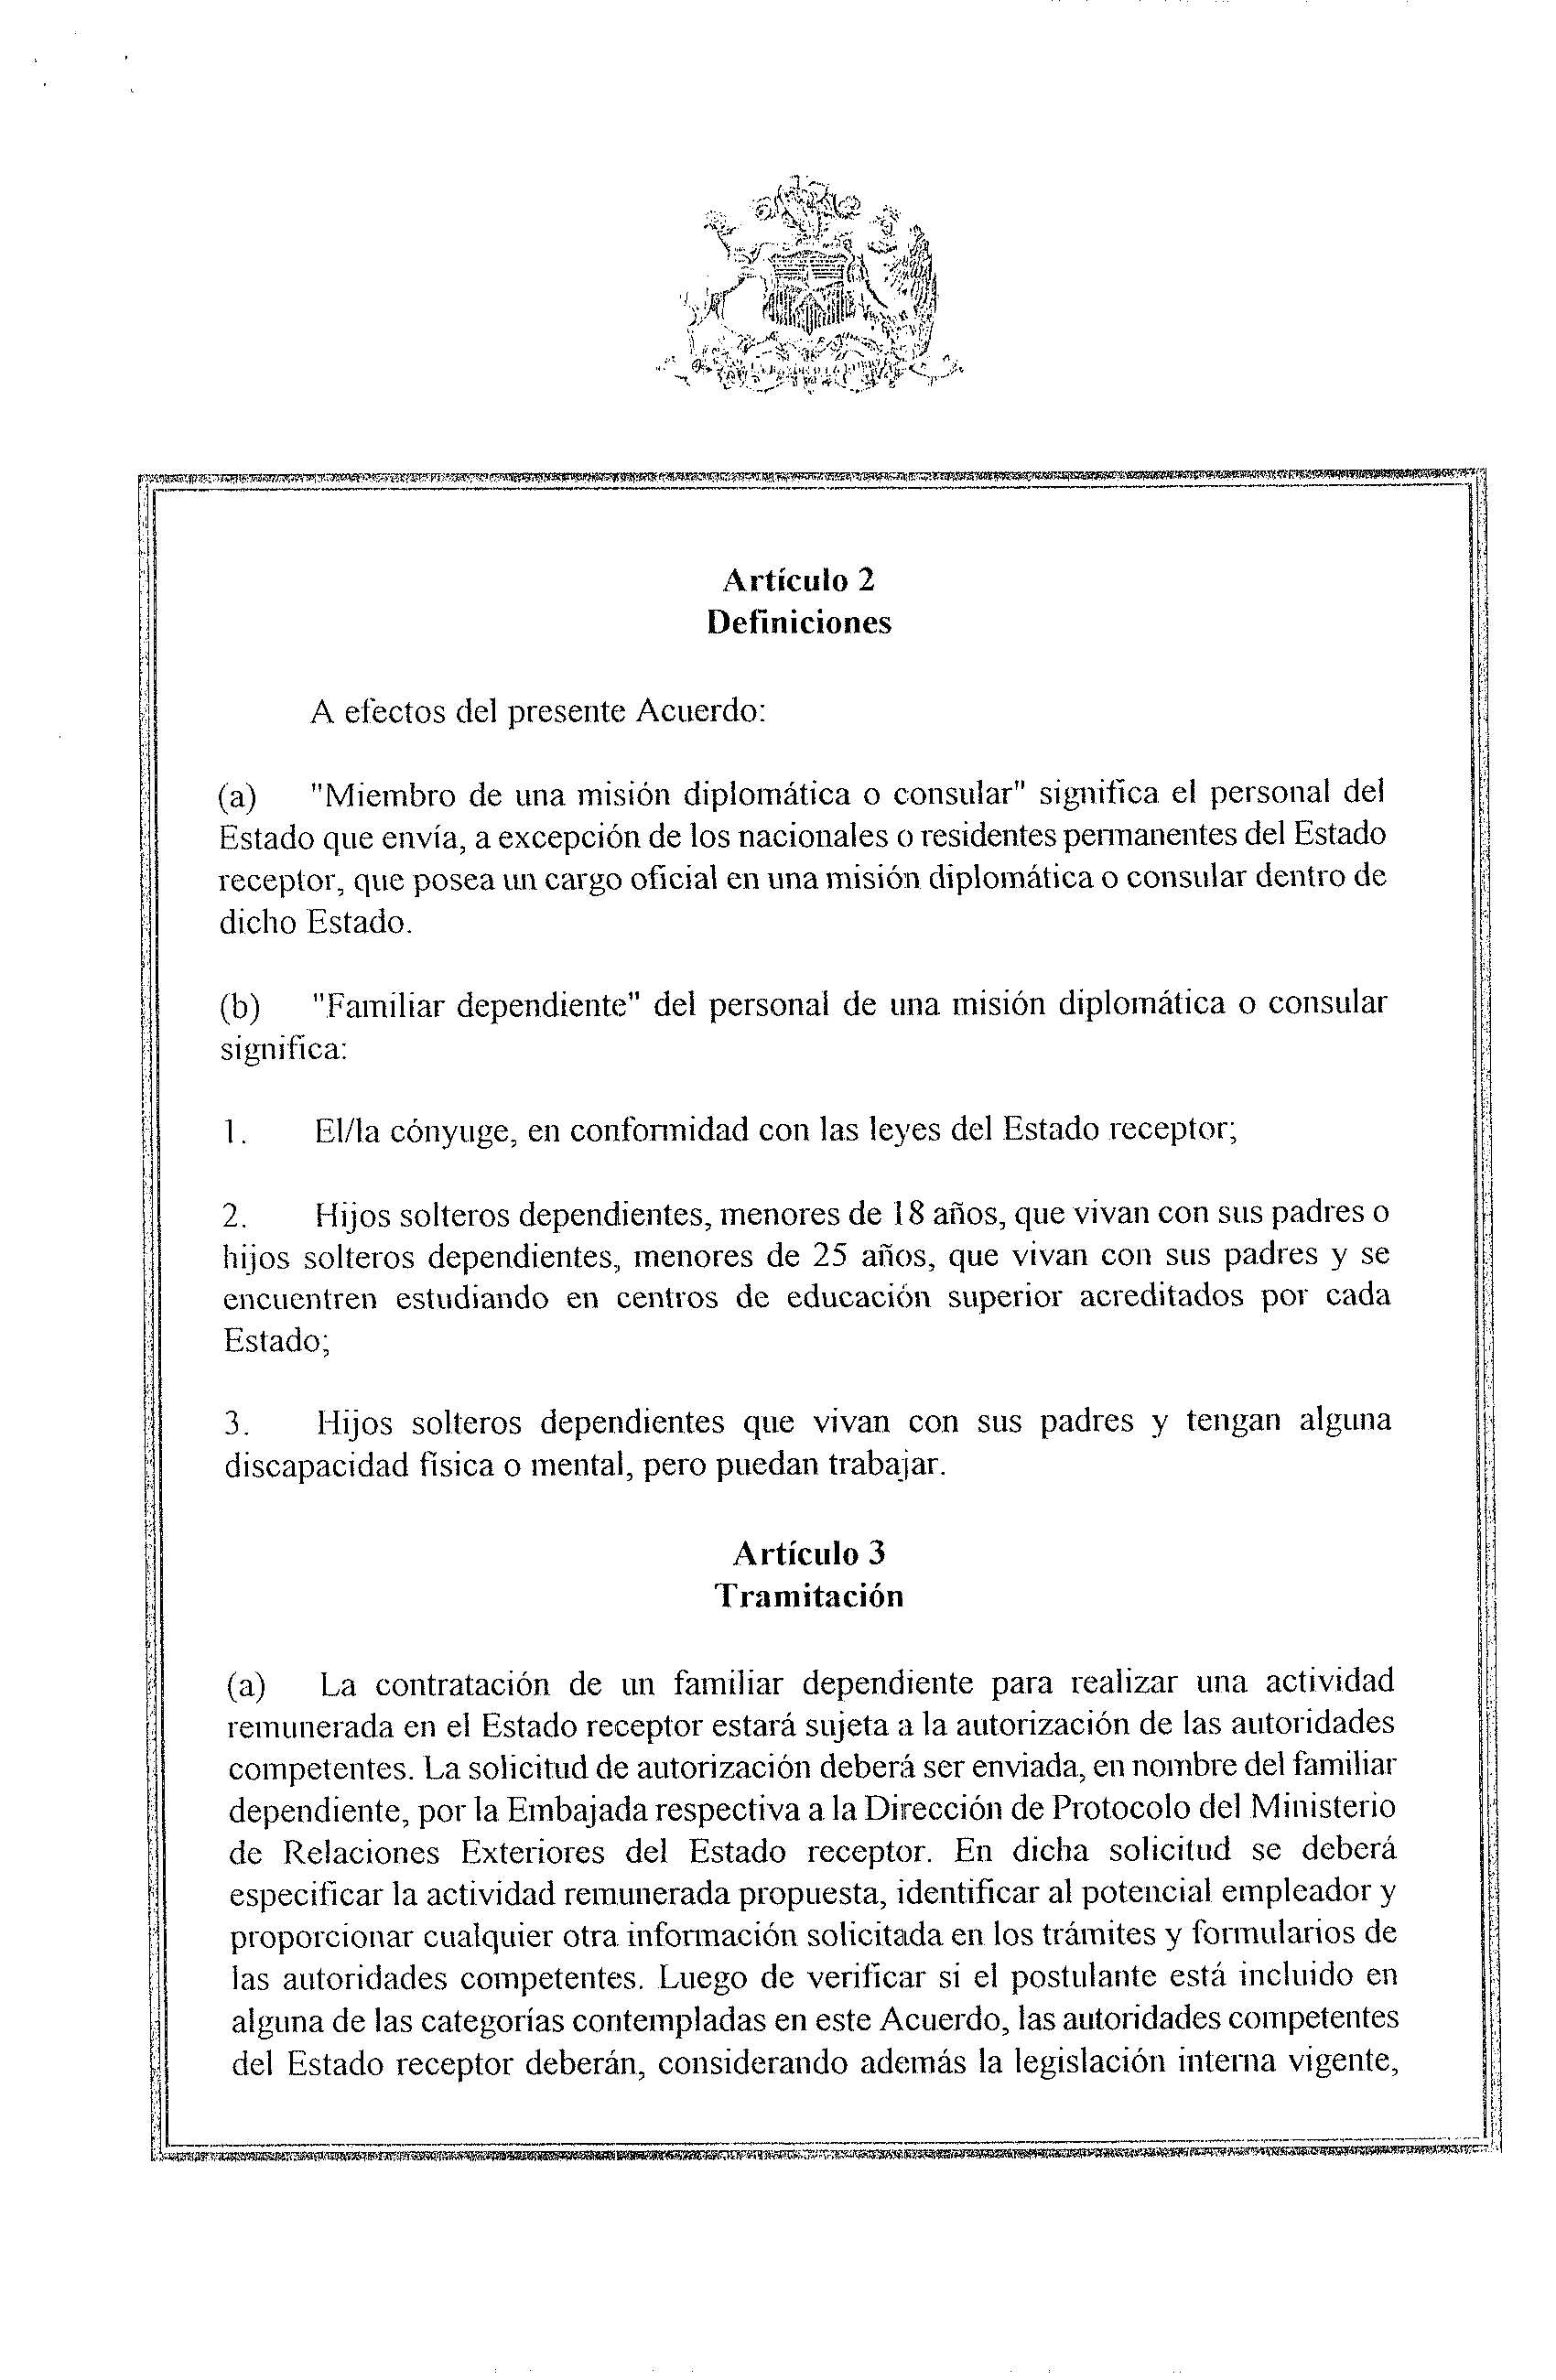 Artículo 2
Definiciones
A efectos del presente Acuerdo:
(a) "Miembro de una misión diplomática o consular" significa el personal del
Estado que envía, a excepción de los nacionales o residentes permanentes del Estado
receptor, que posea un cargo oficial en una misión diplomática o consular dentro de
dicho Estado.
(b) "Familiar dependiente" del personal de una misión diplomática o consular
significa:
1. El/la cónyuge, en conformidad con las leyes del Estado receptor;
2. Hijos solteros dependientes, menores de 18 años, que vivan con sus padres o
hijos solteros dependientes, menores de 25 años, que vivan con sus padres y se
encuentren estudiando en centros de educación superior acreditados por cada
Estado;
3. Hijos solteros dependientes que vivan con sus padres y tengan alguna
discapacidad física o mental, pero puedan trabajar.
Artículo 3
Tramitación
(a) La contratación de un familiar dependiente para realizar una actividad
remunerada en el Estado receptor estará sujeta a la autorización de las autoridades
competentes. La solicitud de autorización deberá ser enviada, en nombre del familiar
dependiente, por la Embajada respectiva a la Dirección de Protocolo del Ministerio
de Relaciones Exteriores del Estado receptor. En dicha solicitud se deberá
especificar la actividad remunerada propuesta, identificar al potencial empleador y
proporcionar cualquier otra información solicitada en los trámites y formularios de
las autoridades competentes. Luego de verificar si el postulante está incluido en
alguna de las categorías contempladas en este Acuerdo, las autoridades competentes
del Estado receptor deberán, considerando además la legislación interna vigente,